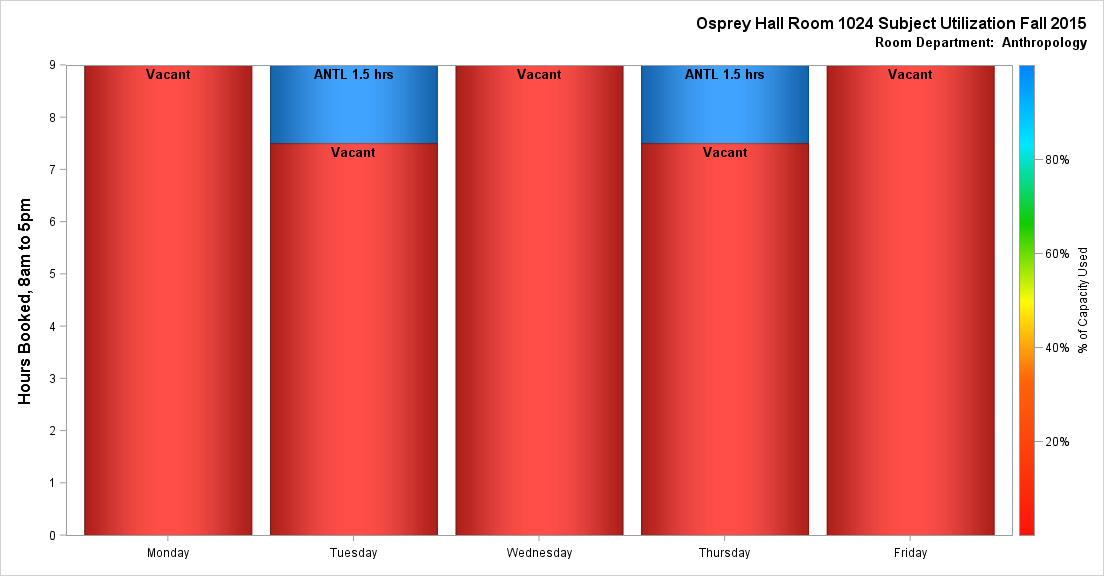 Osprey Hall Room 1024 Subject Utilization Fall 2015
Room Department: Anthropology
Hours Booked, 8am to 5pm
9
8
7
6
5
4
3
2
1
0
Vacant
ANTL 1.5 hrs
Vacant
Vacant
ANTL 1.5 hrs
Vacant
Vacant
Monday
Tuesday
Wednesday
Thursday
Friday
80%
60%
40%
20%
% of Capacity Used